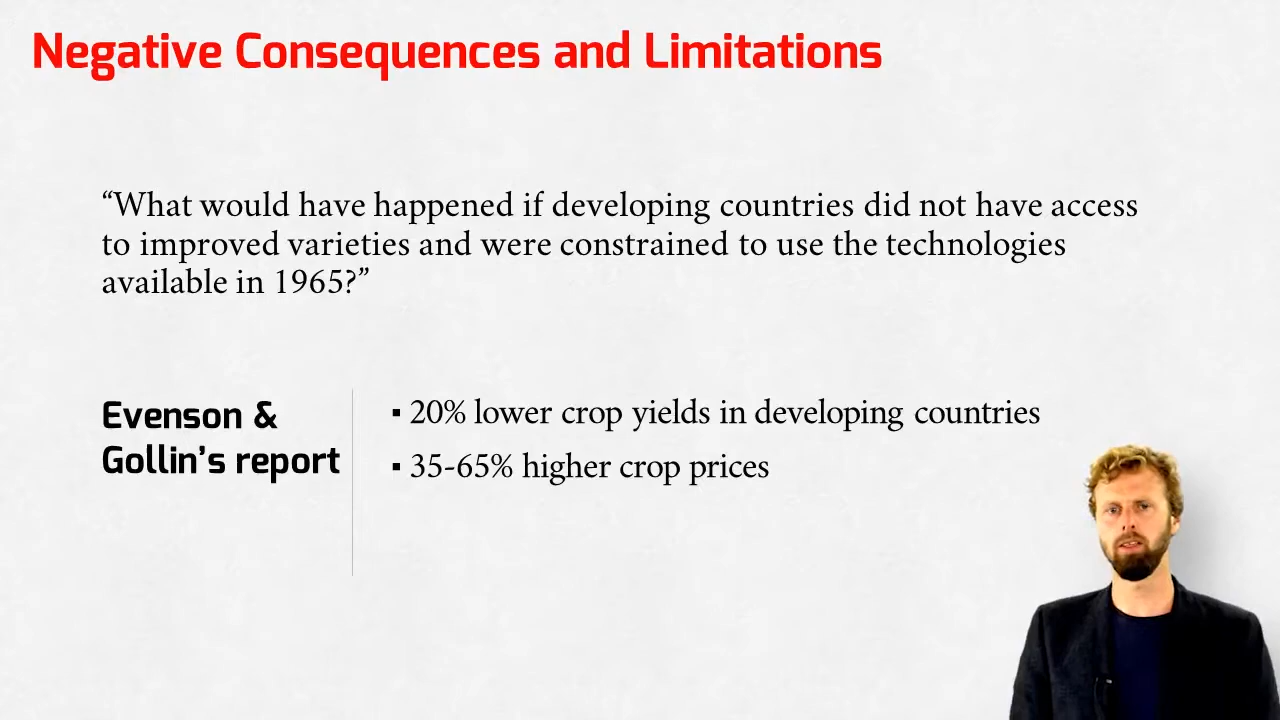 Negative Consequences and Limitations
“What would have happened if developing countries did not have access
to improved varieties and were constrained to use the technologies
available in 1965?”
Evenson &
Gollin’s report
▪ 20% lower crop yields in developing countries
▪ 35-65% higher crop prices